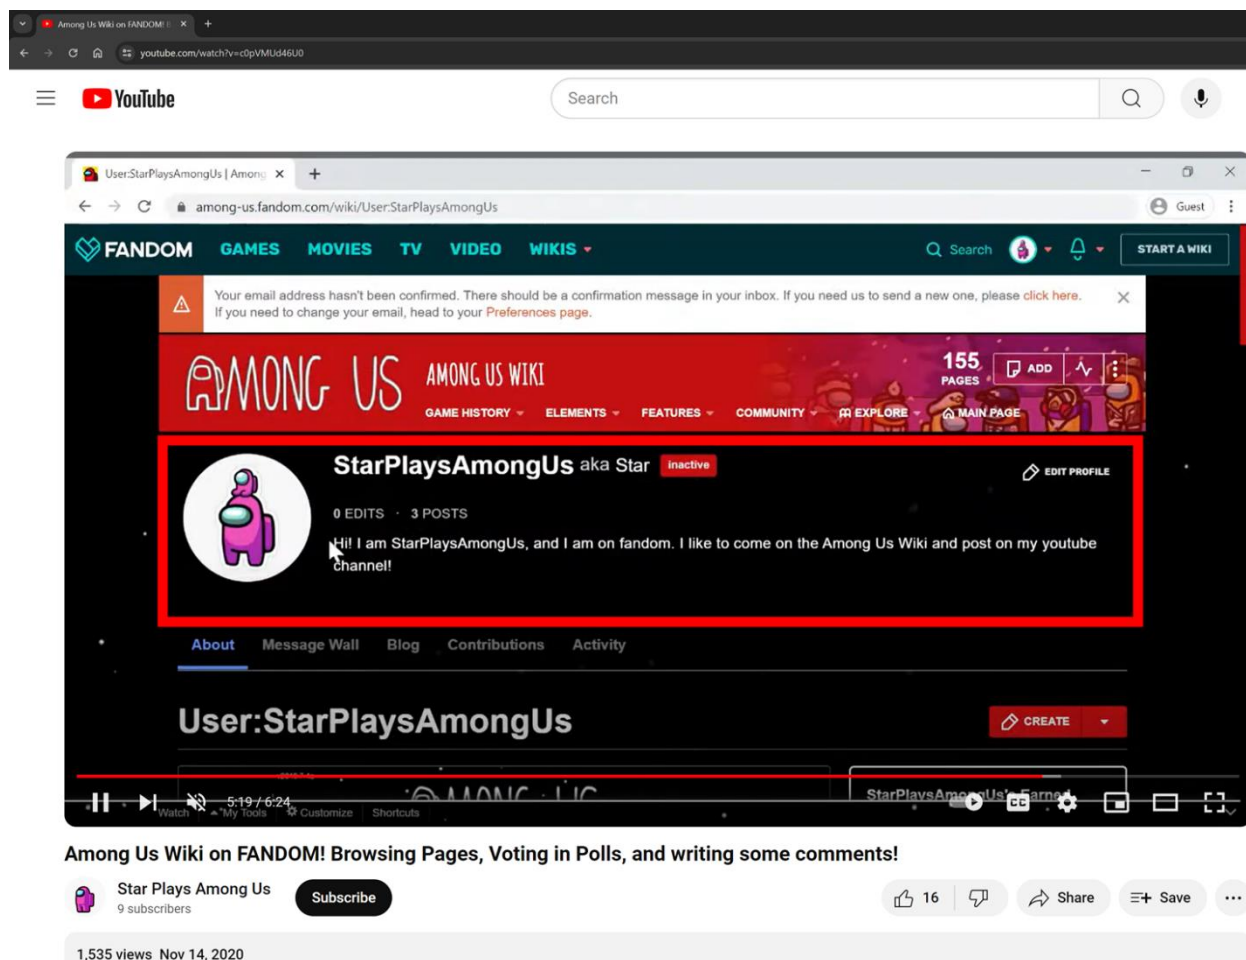 Among Us Wiki on FANDOM! B
youtube.com/watch?v=c0pVMUd46U0
YouTube
Search
User:StarPlaysAmongUs | Among
among-us.fandom.com/wiki/User:StarPlaysAmongUs
Guest
FANDOM GAMES MOVIES TV VIDEO WIKIS Search START A WIKI
Your email address hasn't been confirmed. There should be a confirmation message in your inbox. If you need us to send a new one, please click here.
If you need to change your email, head to your Preferences page.
AMONG US AMONG US WIKI 155 PAGES ADD
GAME HISTORY ELEMENTS FEATURES COMMUNITY EXPLORE MAIN PAGE
StarPlaysAmongUs aka Star inactive EDIT PROFILE
0 EDITS · 3 POSTS
Hi! I am StarPlaysAmongUs, and I am on fandom. I like to come on the Among Us Wiki and post on my youtube
channel!
About Message Wall Blog Contributions Activity
User:StarPlaysAmongUs CREATE
AMONG US StarPlaysAmongUs's Earned
5:19 / 6:24 CC
Watch My Tools Customize Shortcuts
Among Us Wiki on FANDOM! Browsing Pages, Voting in Polls, and writing some comments!
Star Plays Among Us Subscribe 16 Share Save
9 subscribers
1,535 views Nov 14, 2020